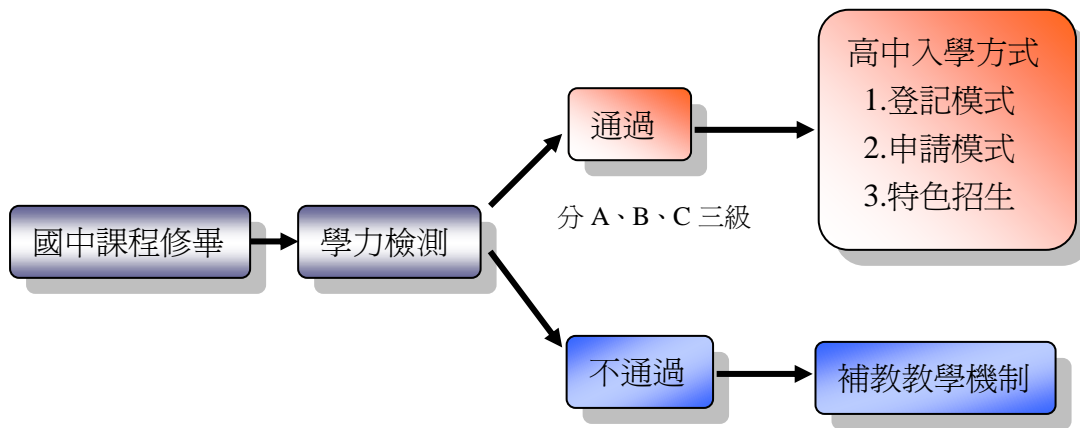 國中課程修畢
學力檢測
通過
分 A、B、C 三級
高中入學方式
1.登記模式
2.申請模式
3.特色招生
不通過
補教教學機制